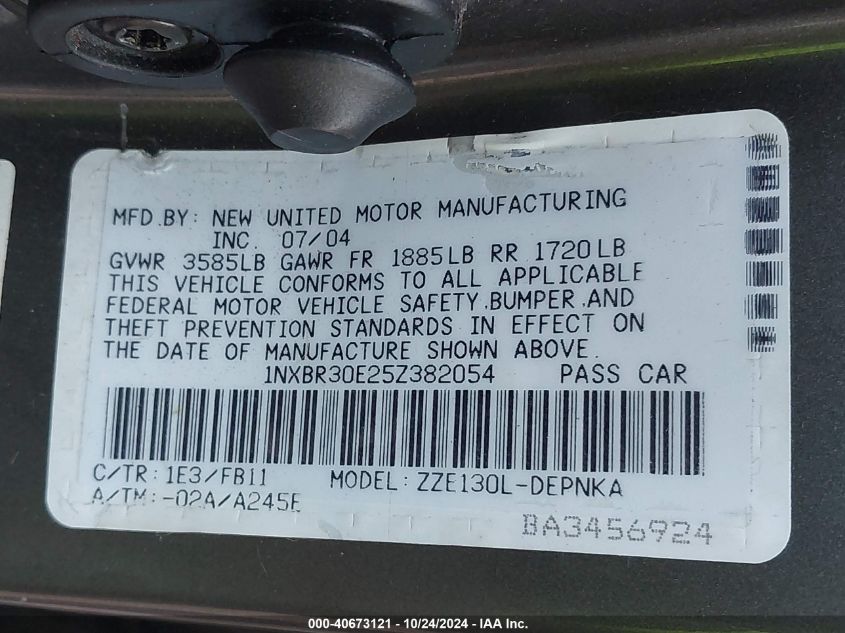 MFD.BY: NEW UNITED MOTOR MANUFACTURING
INC. 07/04
GVWR 3585LB GAWR FR 1885LB RR 1720LB
THIS VEHICLE CONFORMS TO ALL APPLICABLE
FEDERAL MOTOR VEHICLE SAFETY,BUMPER,AND
THEFT PREVENTION STANDARDS IN EFFECT ON
THE DATE OF MANUFACTURE SHOWN ABOVE.
1NXBR30E25Z382054 PASS CAR
C/TR:1E3/FB11 MODEL:ZZE130L-DEPNKA
A/TM:-02A/A245E
BA3456924
000-40673121 - 10/24/2024 - IAA Inc.